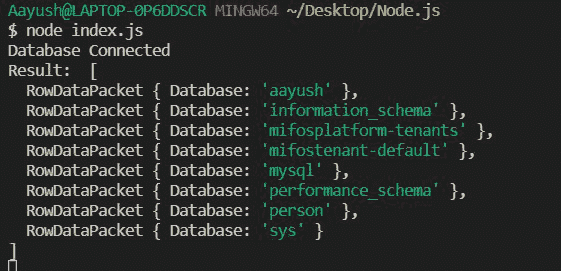 Aayush@LAPTOP-0P6DDSCR MINGW64 ~/Desktop/Node.js
$ node index.js
Database Connected
Result:  [
  RowDataPacket { Database: 'aayush' },
  RowDataPacket { Database: 'information_schema' },
  RowDataPacket { Database: 'mifosplatform-tenants' },
  RowDataPacket { Database: 'mifostenant-default' },
  RowDataPacket { Database: 'mysql' },
  RowDataPacket { Database: 'performance_schema' },
  RowDataPacket { Database: 'person' },
  RowDataPacket { Database: 'sys' }
]